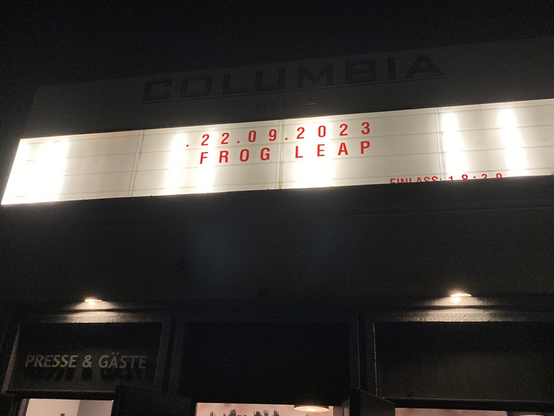 COLUMBIA
.22.09.2023
FROG LEAP
EINLASS: 18:30
PRESSE & GÄSTE